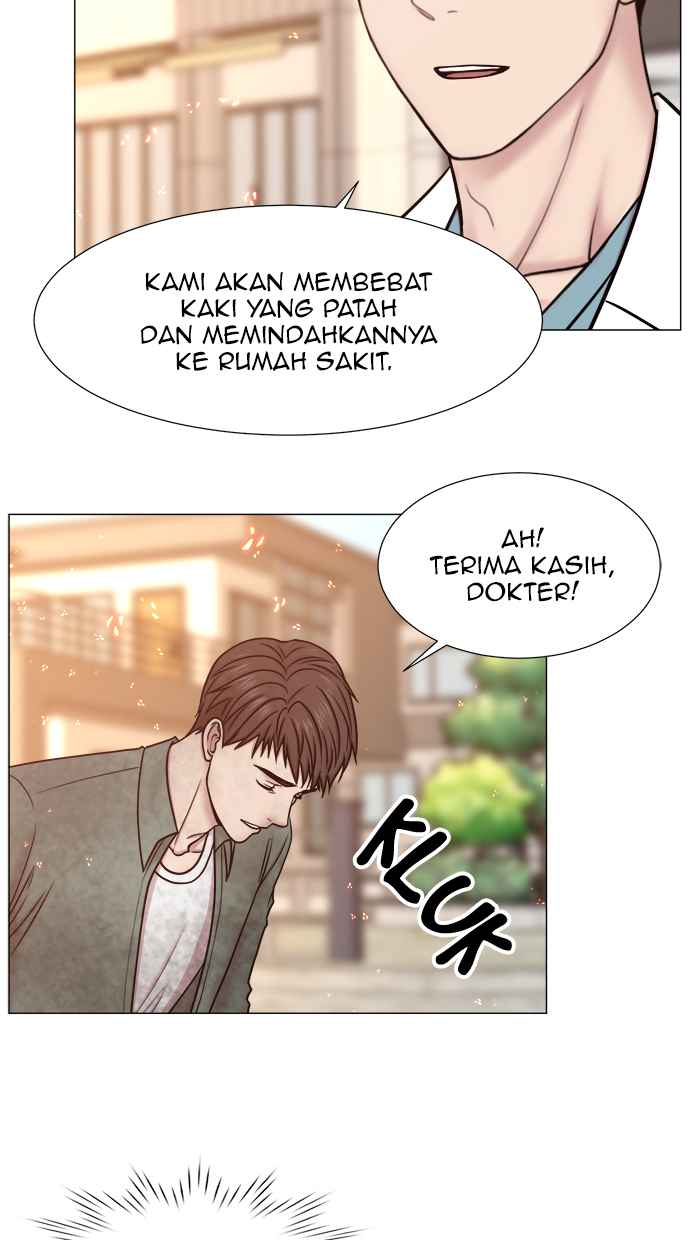 KAMI AKAN MEMBEBAT
KAKI YANG PATAH
DAN MEMINDAHKANNYA
KE RUMAH SAKIT.
AH!
TERIMA KASIH,
DOKTER!
KLUK